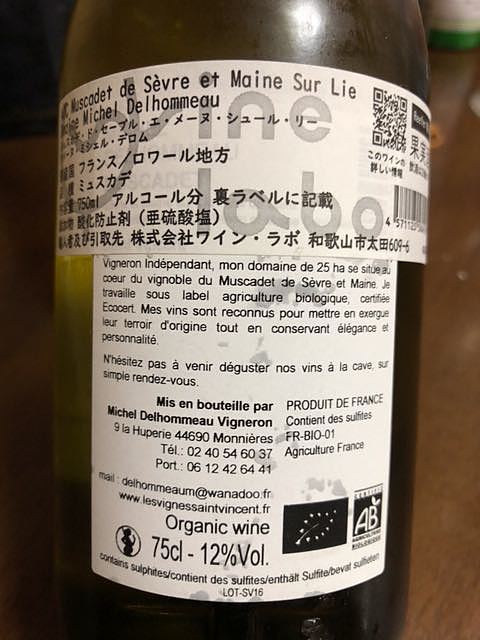 Muscadet de Sèvre et Maine Sur Lie
Michel Delhommeau
ド・セーブル・エ・メーヌ・シュール・リー
ミシェル・デロム
フランス／ロワール地方
ミュスカデ
750ml アルコール分 裏ラベルに記載
酸化防止剤（亜硫酸塩）
引取先 株式会社ワイン・ラボ 和歌山市太田609-6
このワインの
詳しい情報
果実
wine
labo
Vigneron Indépendant, mon domaine de 25 ha se situe au
coeur du vignoble du Muscadet de Sèvre et Maine. Je
travaille sous label agriculture biologique, certifiée
Ecocert. Mes vins sont reconnus pour mettre en exergue
leur terroir d'origine tout en conservant élégance et
personnalité.
N'hésitez pas à venir déguster nos vins à la cave, sur
simple rendez-vous.
Mis en bouteille par
Michel Delhommeau Vigneron
9 la Huperie 44690 Monnières
Tél.: 02 40 54 60 37
Port.: 06 12 42 64 41
PRODUIT DE FRANCE
Contient des sulfites
FR-BIO-01
Agriculture France
mail : delhommeaum@wanadoo.fr
www.lesvignessaintvincent.fr
Organic wine
75cl - 12%Vol.
AB
contains sulphites/contient des sulfites/enthält Sulfite/bevat sulfieten
LOT-SV16